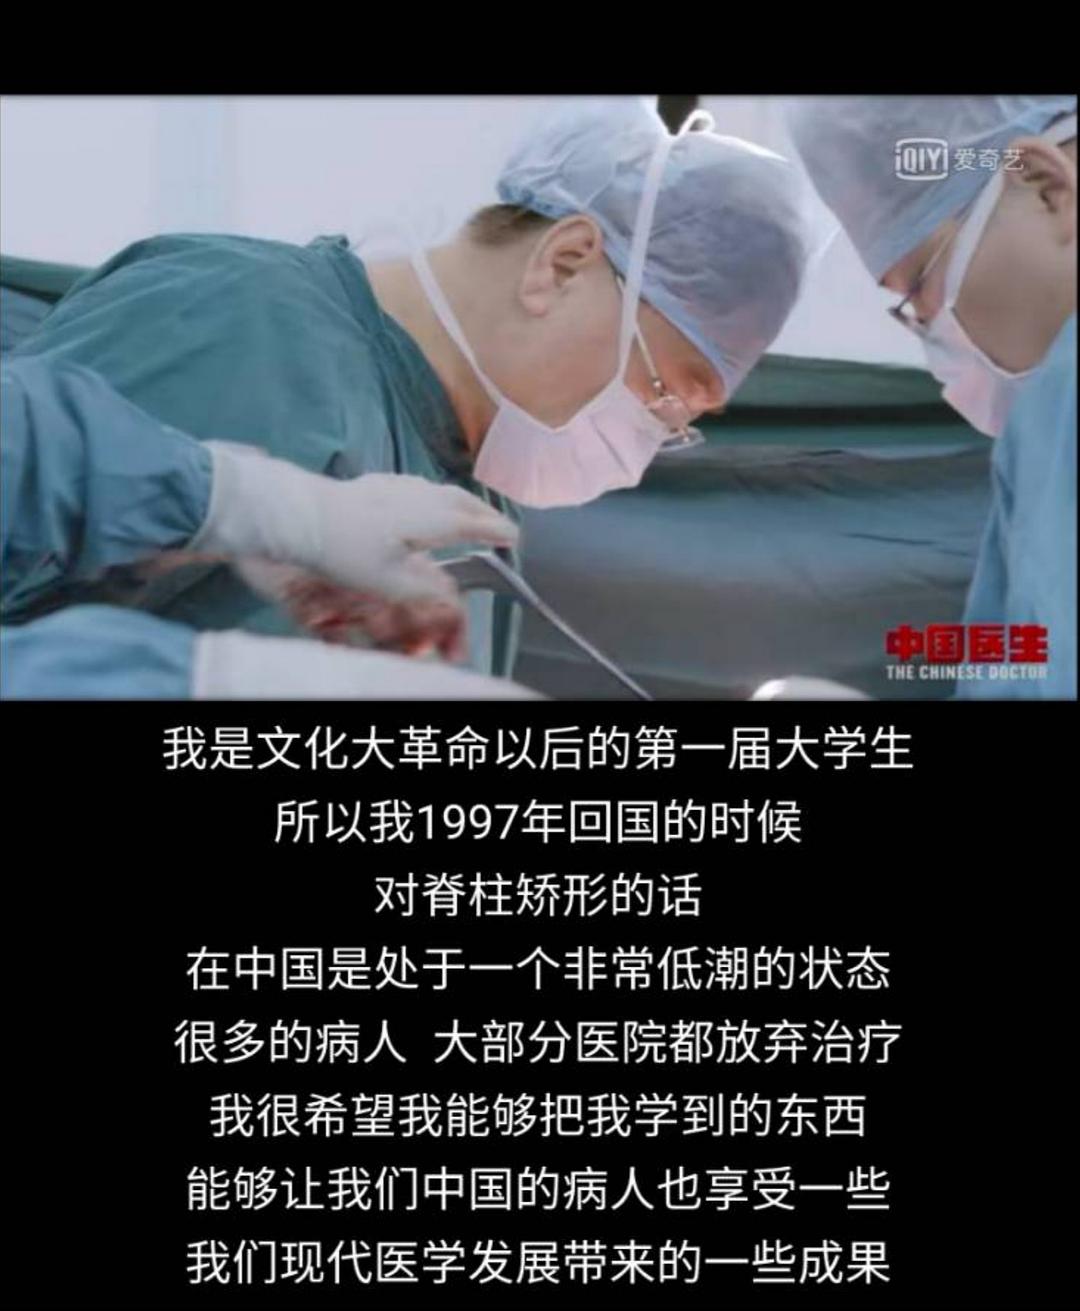 iQIYI 爱奇艺
中国医生
THE CHINESE DOCTOR
我是文化大革命以后的第一届大学生
所以我1997年回国的时候
对脊柱矫形的话
在中国是处于一个非常低潮的状态
很多的病人 大部分医院都放弃治疗
我很希望我能够把我学到的东西
能够让我们中国的病人也享受一些
我们现代医学发展带来的一些成果